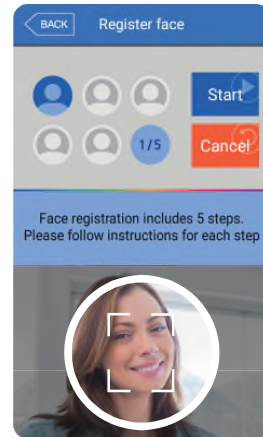 BACK
Register face
Start
1/5
Cancel
Face registration includes 5 steps.
Please follow instructions for each step